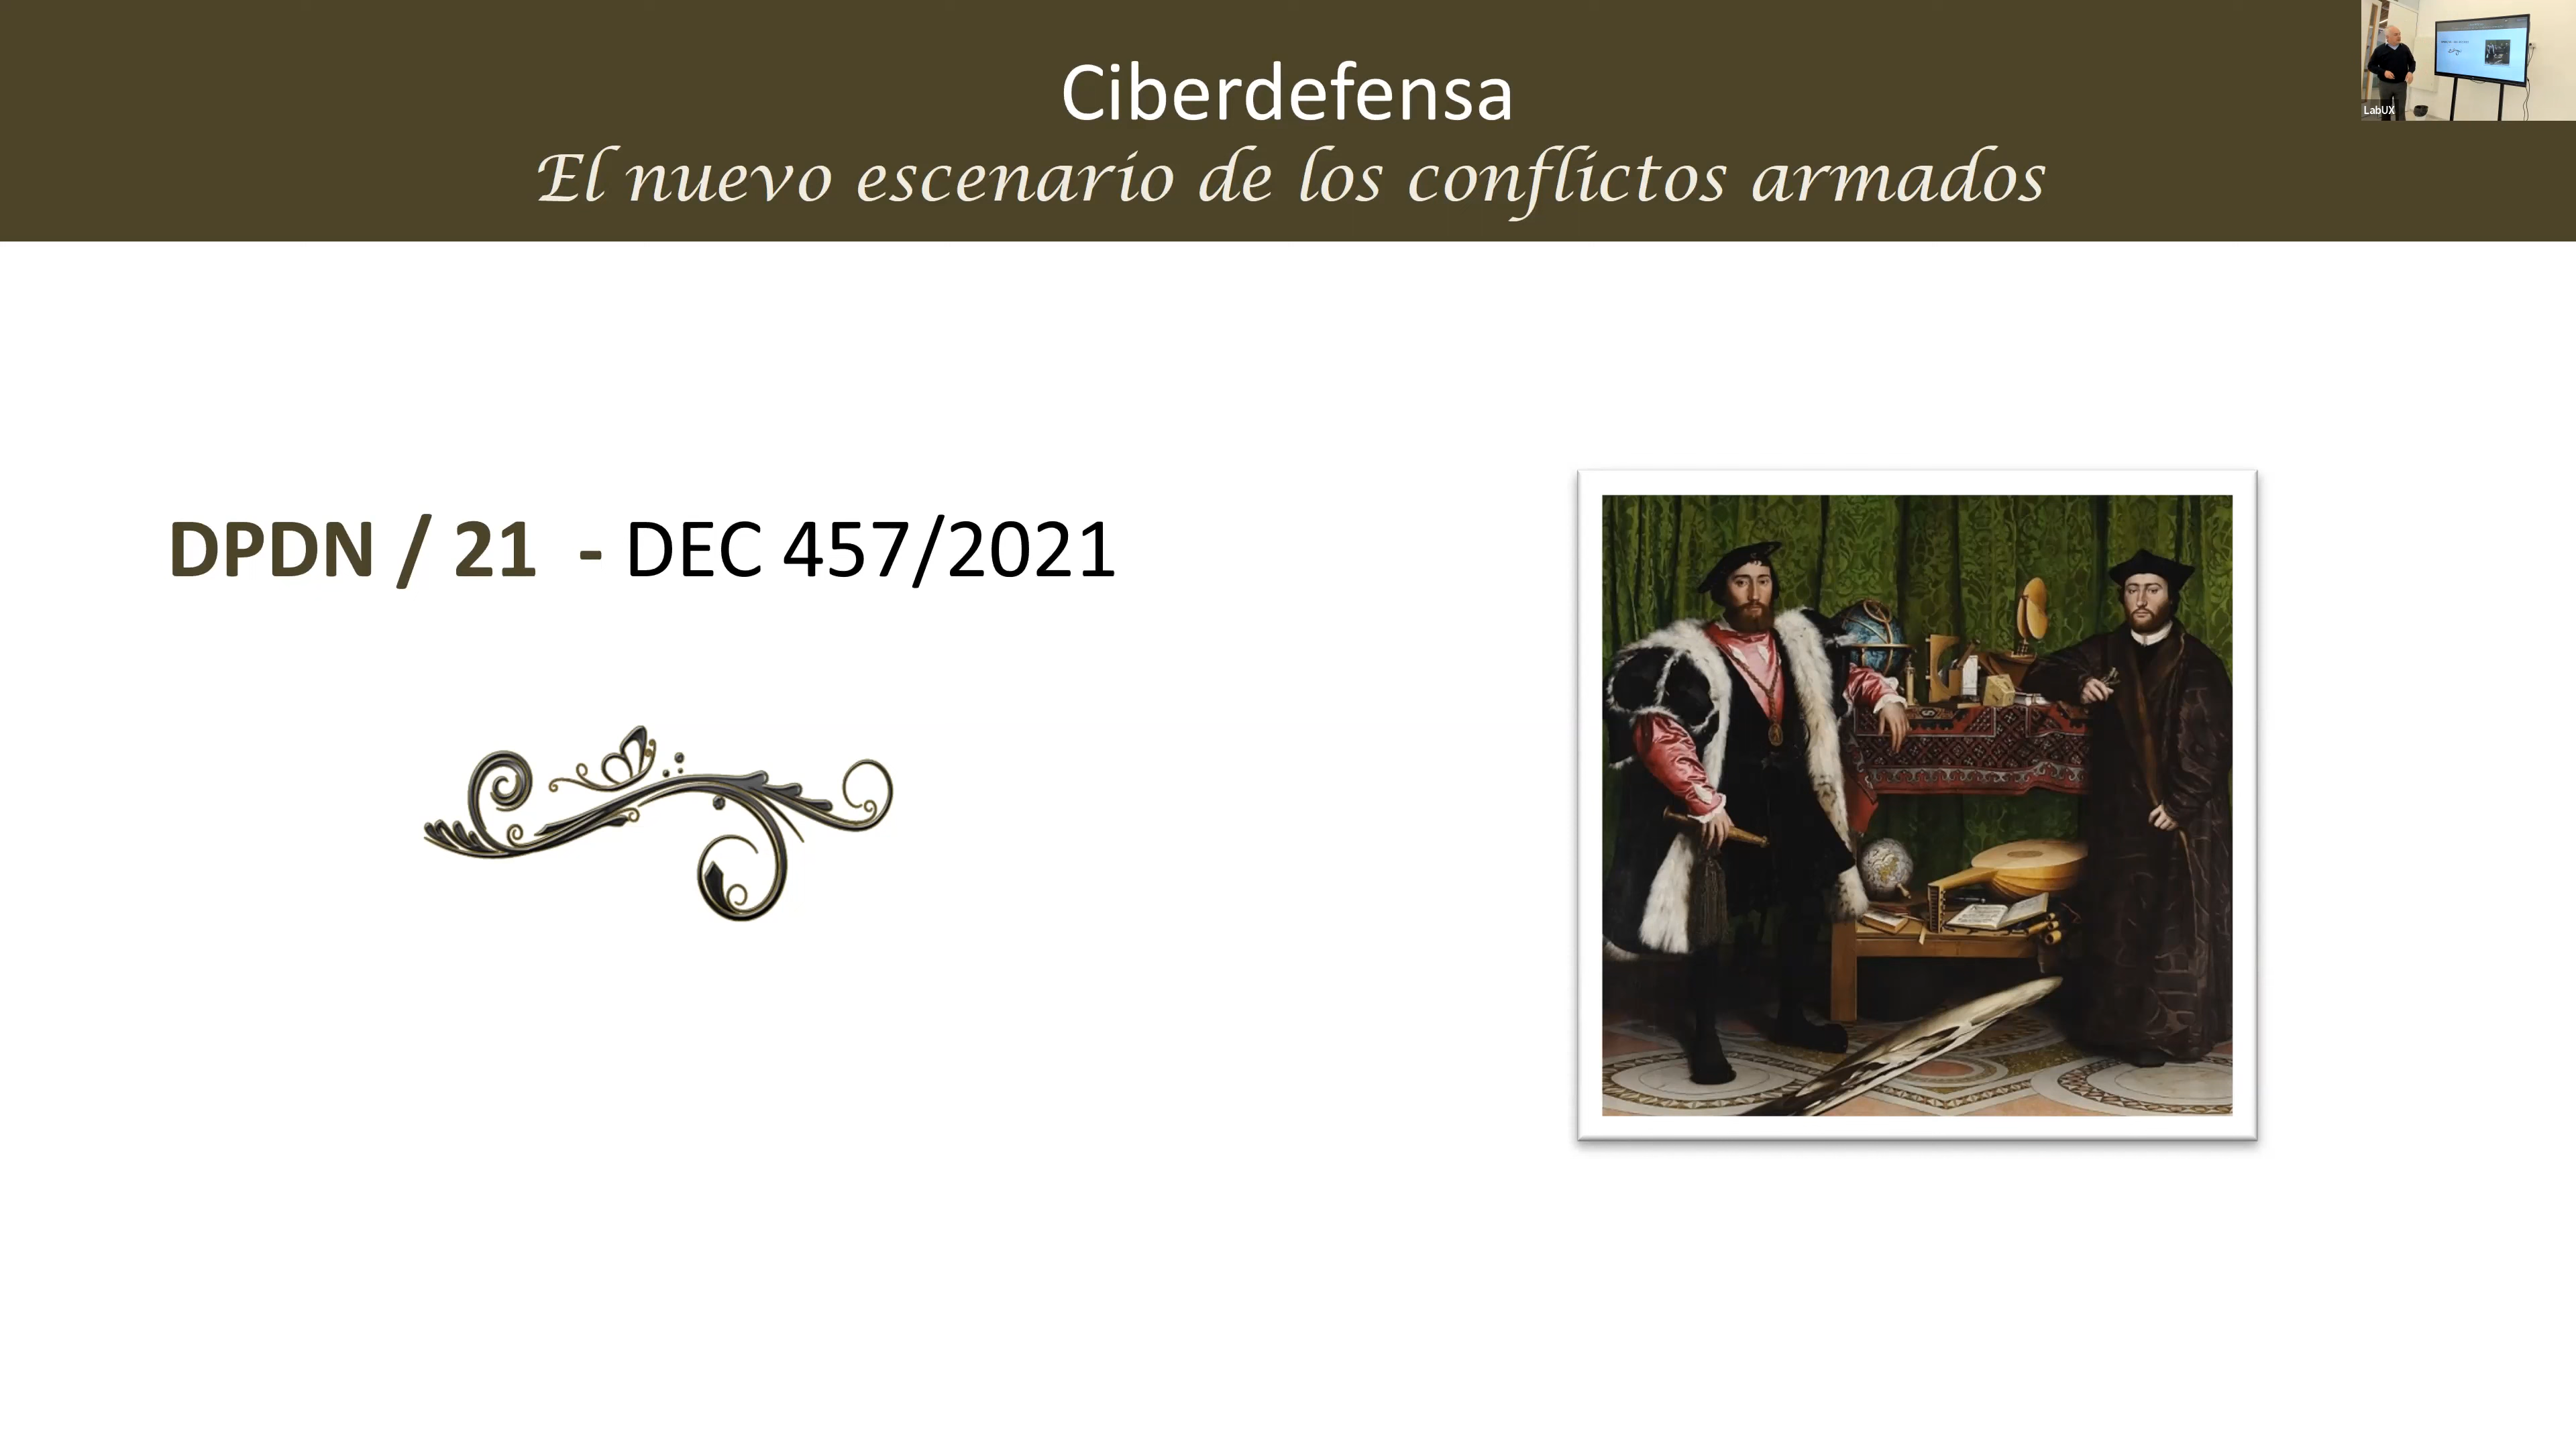 Ciberdefensa
El nuevo escenario de los conflictos armados
LabUX
DPDN / 21  - DEC 457/2021